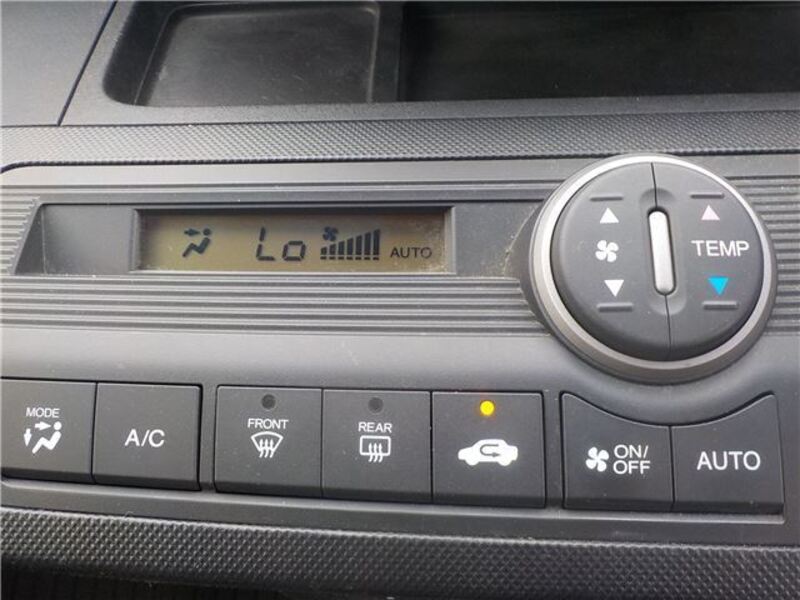 Lo AUTO
TEMP
MODE
A/C
FRONT
REAR
ON/
OFF
AUTO